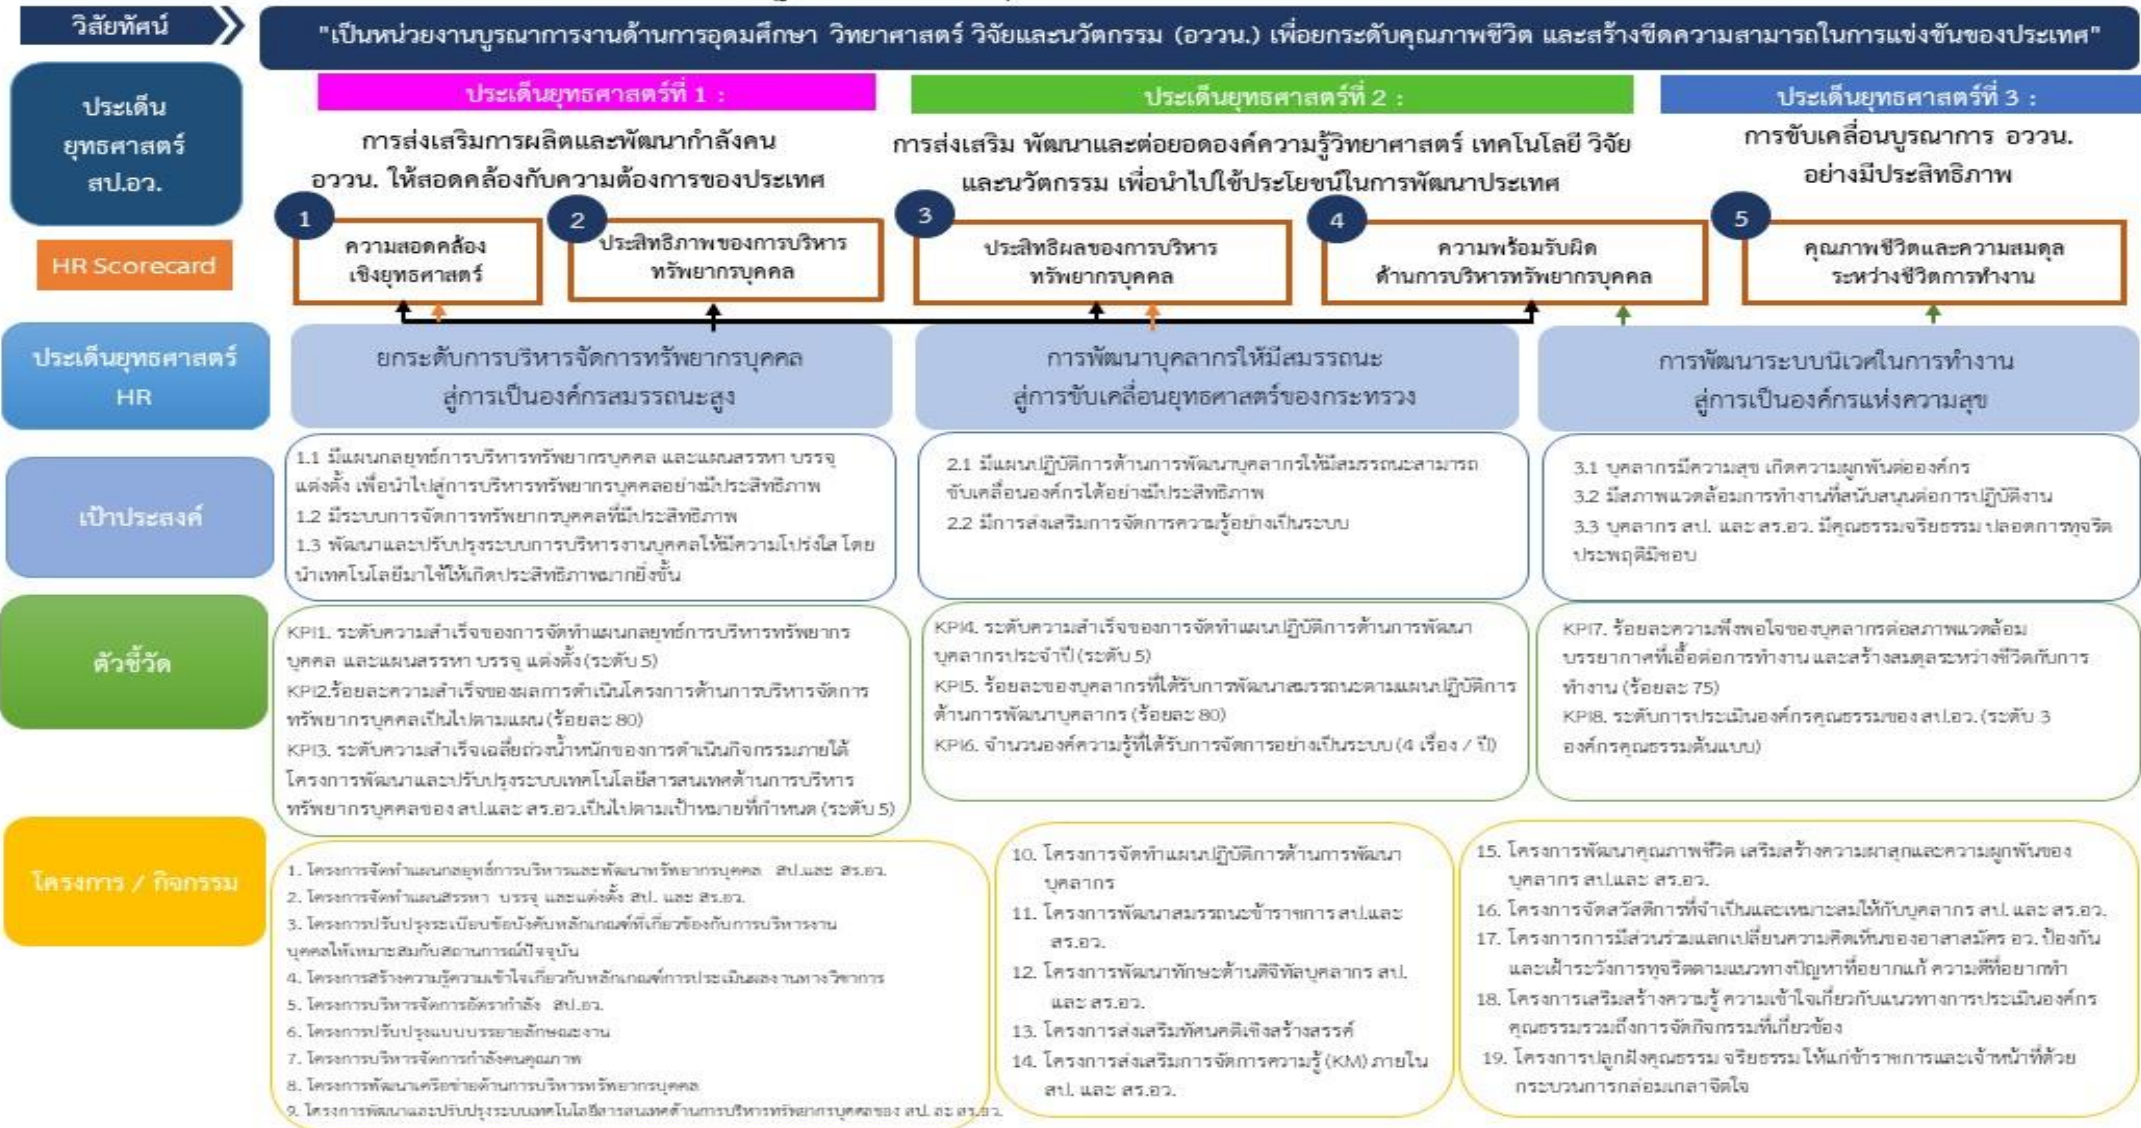 วิสัยทัศน์
"เป็นหน่วยงานบูรณาการงานด้านการอุดมศึกษา วิทยาศาสตร์ วิจัยและนวัตกรรม (อววน.) เพื่อยกระดับคุณภาพชีวิต และสร้างขีดความสามารถในการแข่งขันของประเทศ"
ประเด็น
ยุทธศาสตร์
สป.อว.
ประเด็นยุทธศาสตร์ที่ 1 :
การส่งเสริมการผลิตและพัฒนากำลังคน
อววน. ให้สอดคล้องกับความต้องการของประเทศ
ประเด็นยุทธศาสตร์ที่ 2 :
การส่งเสริม พัฒนาและต่อยอดองค์ความรู้วิทยาศาสตร์ เทคโนโลยี วิจัย
และนวัตกรรม เพื่อนำไปใช้ประโยชน์ในการพัฒนาประเทศ
ประเด็นยุทธศาสตร์ที่ 3 :
การขับเคลื่อนบูรณาการ อววน.
อย่างมีประสิทธิภาพ
HR Scorecard
1
ความสอดคล้อง
เชิงยุทธศาสตร์
2
ประสิทธิภาพของการบริหาร
ทรัพยากรบุคคล
3
ประสิทธิผลของการบริหาร
ทรัพยากรบุคคล
4
ความพร้อมรับผิด
ด้านการบริหารทรัพยากรบุคคล
5
คุณภาพชีวิตและความสมดุล
ระหว่างชีวิตการทำงาน
ประเด็นยุทธศาสตร์
HR
ยกระดับการบริหารจัดการทรัพยากรบุคคล
สู่การเป็นองค์กรสมรรถนะสูง
การพัฒนาบุคลากรให้มีสมรรถนะ
สู่การขับเคลื่อนยุทธศาสตร์ของกระทรวง
การพัฒนาระบบนิเวศในการทำงาน
สู่การเป็นองค์กรแห่งความสุข
เป้าประสงค์
1.1 มีแผนกลยุทธ์การบริหารทรัพยากรบุคคล และแผนสรรหา บรรจุ
แต่งตั้ง เพื่อนำไปสู่การบริหารทรัพยากรบุคคลอย่างมีประสิทธิภาพ
1.2 มีระบบการจัดการทรัพยากรบุคคลที่มีประสิทธิภาพ
1.3 พัฒนาและปรับปรุงระบบการบริหารงานบุคคลให้มีความโปร่งใส โดย
นำเทคโนโลยีมาใช้ให้เกิดประสิทธิภาพมากยิ่งขึ้น
2.1 มีแผนปฏิบัติการด้านการพัฒนาบุคลากรให้มีสมรรถนะสามารถ
ขับเคลื่อนองค์กรได้อย่างมีประสิทธิภาพ
2.2 มีการส่งเสริมการจัดการความรู้อย่างเป็นระบบ
3.1 บุคลากรมีความสุข เกิดความผูกพันต่อองค์กร
3.2 มีสภาพแวดล้อมการทำงานที่สนับสนุนต่อการปฏิบัติงาน
3.3 บุคลากร สป. และ สร.อว. มีคุณธรรมจริยธรรม ปลอดการทุจริต
ประพฤติมิชอบ
ตัวชี้วัด
KPI1. ระดับความสำเร็จของการจัดทำแผนกลยุทธ์การบริหารทรัพยากร
บุคคล และแผนสรรหา บรรจุ แต่งตั้ง (ระดับ 5)
KPI2.ร้อยละความสำเร็จของผลการดำเนินโครงการด้านการบริหารจัดการ
ทรัพยากรบุคคลเป็นไปตามแผน (ร้อยละ 80)
KPI3. ระดับความสำเร็จเฉลี่ยถ่วงน้ำหนักของการดำเนินกิจกรรมภายใต้
โครงการพัฒนาและปรับปรุงระบบเทคโนโลยีสารสนเทศด้านการบริหาร
ทรัพยากรบุคคลของ สป.และ สร.อว.เป็นไปตามเป้าหมายที่กำหนด (ระดับ 5)
KPI4. ระดับความสำเร็จของการจัดทำแผนปฏิบัติการด้านการพัฒนา
บุคลากรประจำปี (ระดับ 5)
KPI5. ร้อยละของบุคลากรที่ได้รับการพัฒนาสมรรถนะตามแผนปฏิบัติการ
ด้านการพัฒนาบุคลากร (ร้อยละ 80)
KPI6. จำนวนองค์ความรู้ที่ได้รับการจัดการอย่างเป็นระบบ (4 เรื่อง / ปี)
KPI7. ร้อยละความพึงพอใจของบุคลากรต่อสภาพแวดล้อม
บรรยากาศที่เอื้อต่อการทำงาน และสร้างสมดุลระหว่างชีวิตกับการ
ทำงาน (ร้อยละ 75)
KPI8. ระดับการประเมินองค์กรคุณธรรมของ สป.อว. (ระดับ 3
องค์กรคุณธรรมต้นแบบ)
โครงการ / กิจกรรม
1. โครงการจัดทำแผนกลยุทธ์การบริหารและพัฒนาทรัพยากรบุคคล สป.และ สร.อว.
2. โครงการจัดทำแผนสรรหา บรรจุ และแต่งตั้ง สป. และ สร.อว.
3. โครงการปรับปรุงระเบียบข้อบังคับหลักเกณฑ์ที่เกี่ยวข้องกับการบริหารงาน
บุคคลให้เหมาะสมกับสถานการณ์ปัจจุบัน
4. โครงการสร้างความรู้ความเข้าใจเกี่ยวกับหลักเกณฑ์การประเมินผลงานทางวิชาการ
5. โครงการบริหารจัดการอัตรากำลัง สป.อว.
6. โครงการปรับปรุงแบบบรรยายลักษณะงาน
7. โครงการบริหารจัดการกำลังคนคุณภาพ
8. โครงการพัฒนาเครือข่ายด้านการบริหารทรัพยากรบุคคล
9. โครงการพัฒนาและปรับปรุงระบบเทคโนโลยีสารสนเทศด้านการบริหารทรัพยากรบุคคลของ สป. ละ สร.อว.
10. โครงการจัดทำแผนปฏิบัติการด้านการพัฒนา
บุคลากร
11. โครงการพัฒนาสมรรถนะข้าราชการ สป.และ
สร.อว.
12. โครงการพัฒนาทักษะด้านดิจิทัลบุคลากร สป.
และ สร.อว.
13. โครงการส่งเสริมทัศนคติเชิงสร้างสรรค์
14. โครงการส่งเสริมการจัดการความรู้ (KM) ภายใน
สป. และ สร.อว.
15. โครงการพัฒนาคุณภาพชีวิต เสริมสร้างความผาสุกและความผูกพันของ
บุคลากร สป.และ สร.อว.
16. โครงการจัดสวัสดิการที่จำเป็นและเหมาะสมให้กับบุคลากร สป. และ สร.อว.
17. โครงการการมีส่วนร่วมแลกเปลี่ยนความคิดเห็นของอาสาสมัคร อว. ป้องกัน
และเฝ้าระวังการทุจริตตามแนวทางปัญหาที่อยากแก้ ความดีที่อยากทำ
18. โครงการเสริมสร้างความรู้ ความเข้าใจเกี่ยวกับแนวทางการประเมินองค์กร
คุณธรรมรวมถึงการจัดกิจกรรมที่เกี่ยวข้อง
19. โครงการปลูกฝังคุณธรรม จริยธรรม ให้แก่ข้าราชการและเจ้าหน้าที่ด้วย
กระบวนการกล่อมเกลาจิตใจ